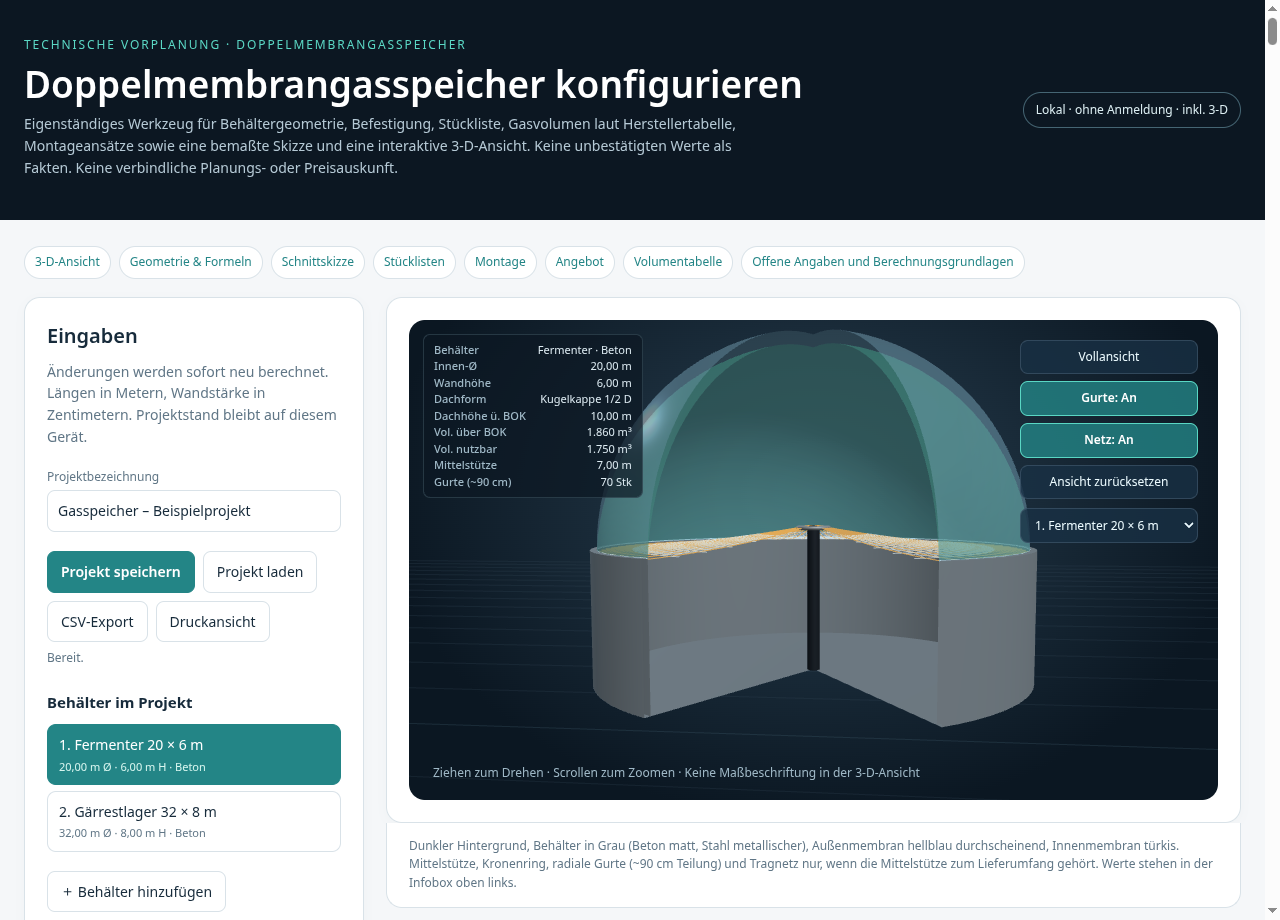 TECHNISCHE VORPLANUNG · DOPPELMEMBRANGASSPEICHER
Doppelmembrangasspeicher konfigurieren
Eigenständiges Werkzeug für Behältergeometrie, Befestigung, Stückliste, Gasvolumen laut Herstellertabelle,
Montageansätze sowie eine bemaßte Skizze und eine interaktive 3-D-Ansicht. Keine unbestätigten Werte als
Fakten. Keine verbindliche Planungs- oder Preisauskunft.
Lokal · ohne Anmeldung · inkl. 3-D
3-D-Ansicht
Geometrie & Formeln
Schnittskizze
Stücklisten
Montage
Angebot
Volumentabelle
Offene Angaben und Berechnungsgrundlagen
Eingaben
Änderungen werden sofort neu berechnet.
Längen in Metern, Wandstärke in
Zentimetern. Projektstand bleibt auf diesem
Gerät.
Projektbezeichnung
Gasspeicher – Beispielprojekt
Projekt speichern
Projekt laden
CSV-Export
Druckansicht
Bereit.
Behälter im Projekt
1. Fermenter 20 × 6 m
20,00 m Ø · 6,00 m H · Beton
2. Gärrestlager 32 × 8 m
32,00 m Ø · 8,00 m H · Beton
＋ Behälter hinzufügen
Behälter Fermenter · Beton
Innen-Ø 20,00 m
Wandhöhe 6,00 m
Dachform Kugelkappe 1/2 D
Dachhöhe ü. BOK 10,00 m
Vol. über BOK 1.860 m³
Vol. nutzbar 1.750 m³
Mittelstütze 7,00 m
Gurte (~90 cm) 70 Stk
Vollansicht
Gurte: An
Netz: An
Ansicht zurücksetzen
1. Fermenter 20 × 6 m
Ziehen zum Drehen · Scrollen zum Zoomen · Keine Maßbeschriftung in der 3-D-Ansicht
Dunkler Hintergrund, Behälter in Grau (Beton matt, Stahl metallischer), Außenmembran hellblau durchscheinend, Innenmembran türkis.
Mittelstütze, Kronenring, radiale Gurte (~90 cm Teilung) und Tragnetz nur, wenn die Mittelstütze zum Lieferumfang gehört. Werte stehen in der
Infobox oben links.